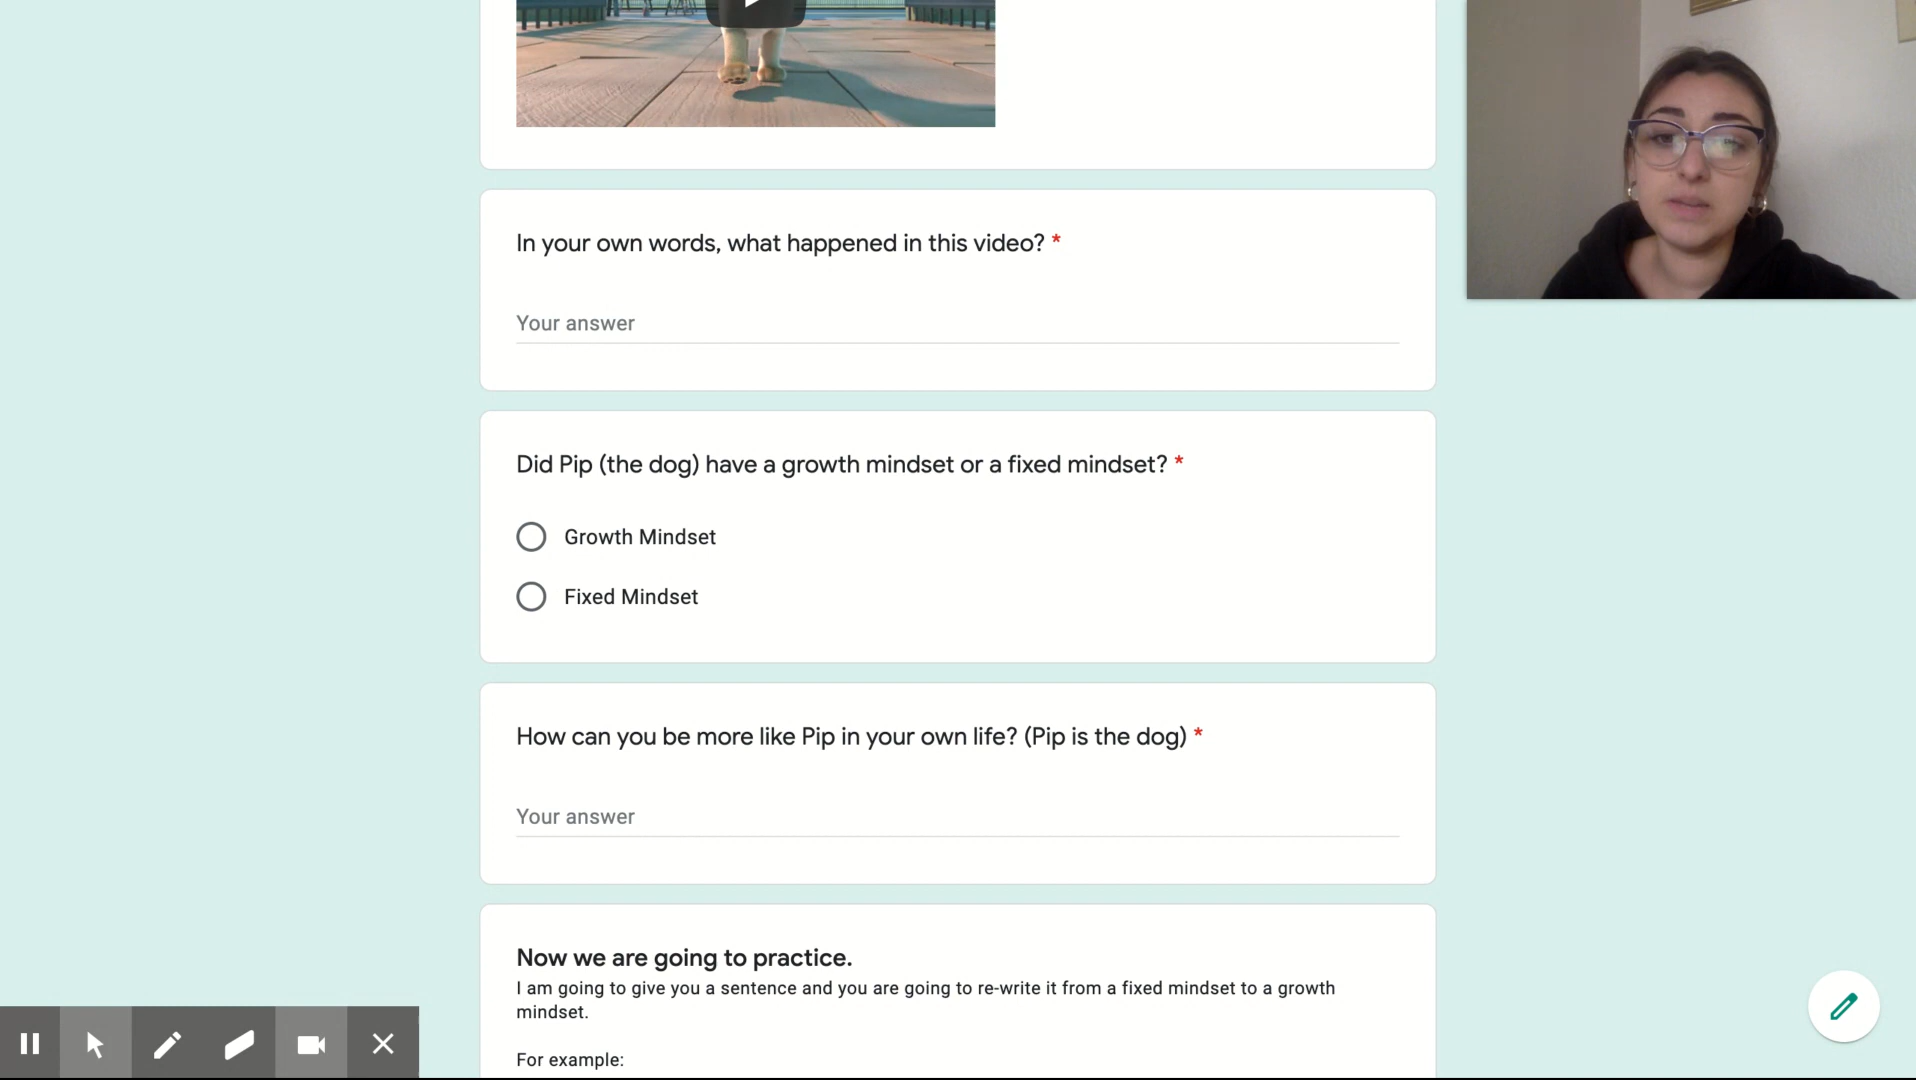 In your own words, what happened in this video? *
Your answer
Did Pip (the dog) have a growth mindset or a fixed mindset? *
Growth Mindset
Fixed Mindset
How can you be more like Pip in your own life? (Pip is the dog) *
Your answer
Now we are going to practice.
I am going to give you a sentence and you are going to re-write it from a fixed mindset to a growth
mindset.
For example: